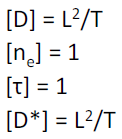 [D] = L²/T
[nₑ] = 1
[τ] = 1
[D*] = L²/T